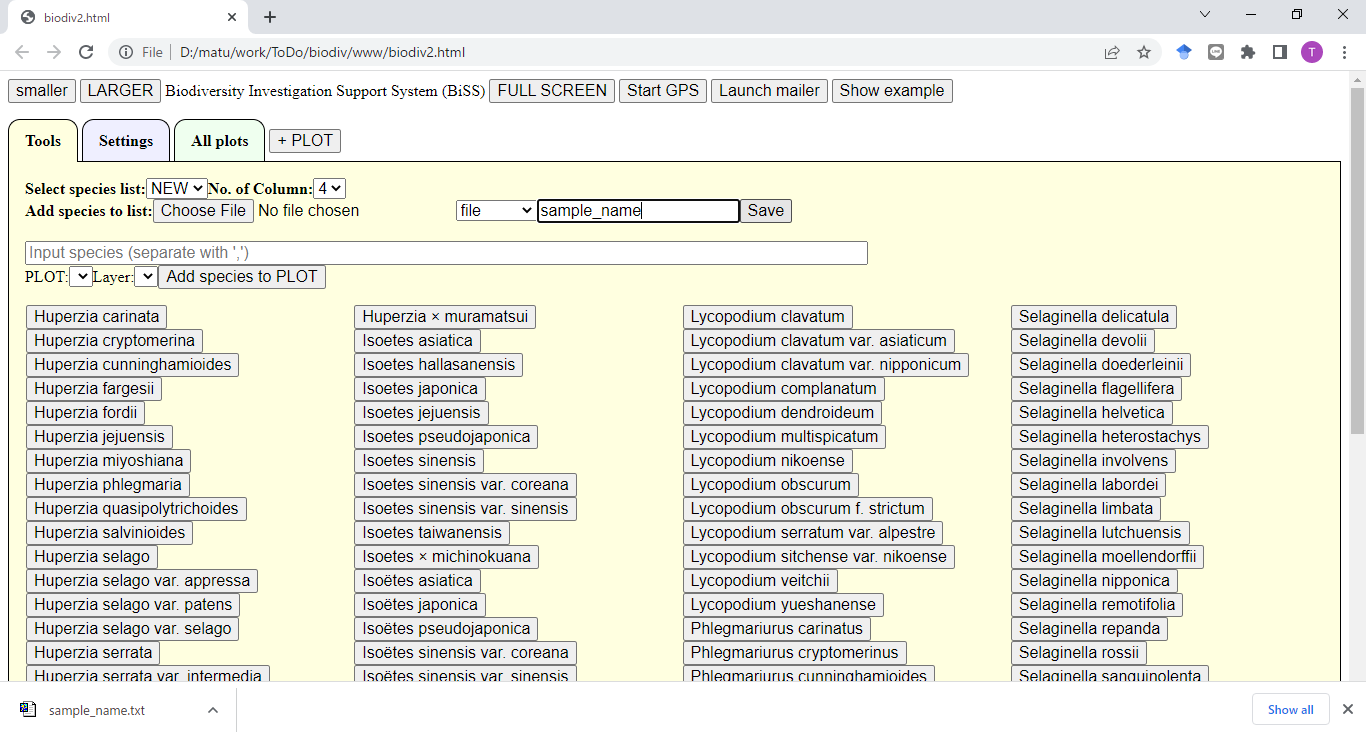 biodiv2.html
File D:/matu/work/ToDo/biodiv/www/biodiv2.html
T
smaller LARGER Biodiversity Investigation Support System (BiSS) FULL SCREEN Start GPS Launch mailer Show example
Tools Settings All plots + PLOT
Select species list: NEW No. of Column: 4
Add species to list: Choose File No file chosen file sample_name Save
Input species (separate with ',')
PLOT: Layer: Add species to PLOT
Huperzia carinata Huperzia × muramatsui Lycopodium clavatum Selaginella delicatula
Huperzia cryptomerina Isoetes asiatica Lycopodium clavatum var. asiaticum Selaginella devolii
Huperzia cunninghamioides Isoetes hallasanensis Lycopodium clavatum var. nipponicum Selaginella doederleinii
Huperzia fargesii Isoetes japonica Lycopodium complanatum Selaginella flagellifera
Huperzia fordii Isoetes jejuensis Lycopodium dendroideum Selaginella helvetica
Huperzia jejuensis Isoetes pseudojaponica Lycopodium multispicatum Selaginella heterostachys
Huperzia miyoshiana Isoetes sinensis Lycopodium nikoense Selaginella involvens
Huperzia phlegmaria Isoetes sinensis var. coreana Lycopodium obscurum Selaginella labordei
Huperzia quasipolytrichoides Isoetes sinensis var. sinensis Lycopodium obscurum f. strictum Selaginella limbata
Huperzia salvinioides Isoetes taiwanensis Lycopodium serratum var. alpestre Selaginella lutchuensis
Huperzia selago Isoetes × michinokuana Lycopodium sitchense var. nikoense Selaginella moellendorffii
Huperzia selago var. appressa Isoëtes asiatica Lycopodium veitchii Selaginella nipponica
Huperzia selago var. patens Isoëtes japonica Lycopodium yueshanense Selaginella remotifolia
Huperzia selago var. selago Isoëtes pseudojaponica Phlegmariurus carinatus Selaginella repanda
Huperzia serrata Isoëtes sinensis var. coreana Phlegmariurus cryptomerinus Selaginella rossii
Huperzia serrata var. intermedia Isoëtes sinensis var. sinensis Phlegmariurus cunninghamioides Selaginella sanguinolenta
sample_name.txt Show all